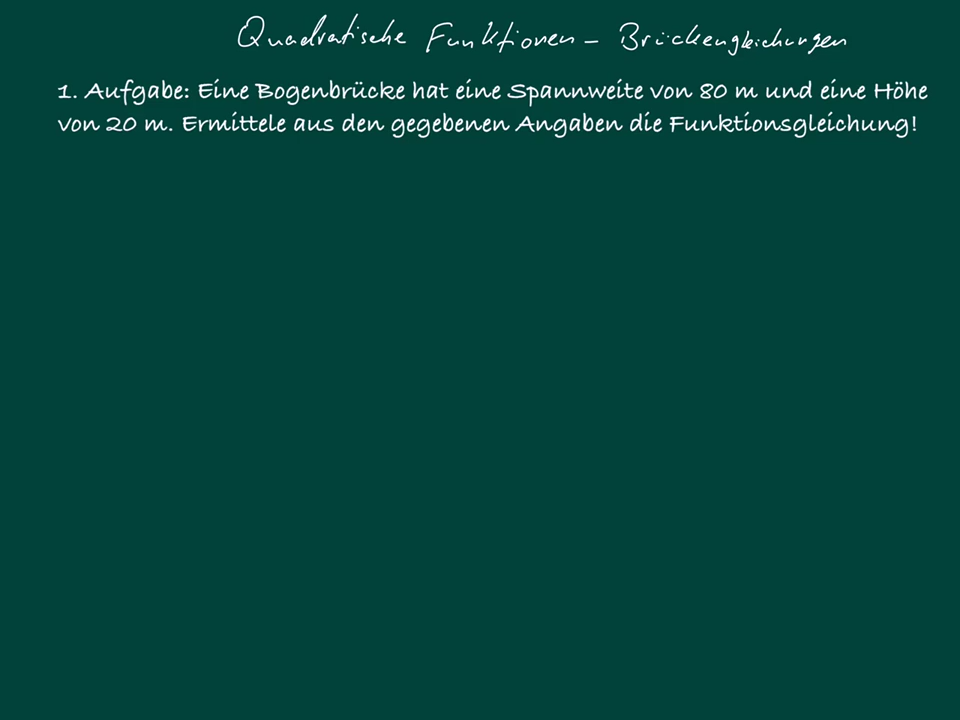 Quadratische Funktionen - Brückengleichungen
1. Aufgabe: Eine Bogenbrücke hat eine Spannweite von 80 m und eine Höhe
von 20 m. Ermittele aus den gegebenen Angaben die Funktionsgleichung!